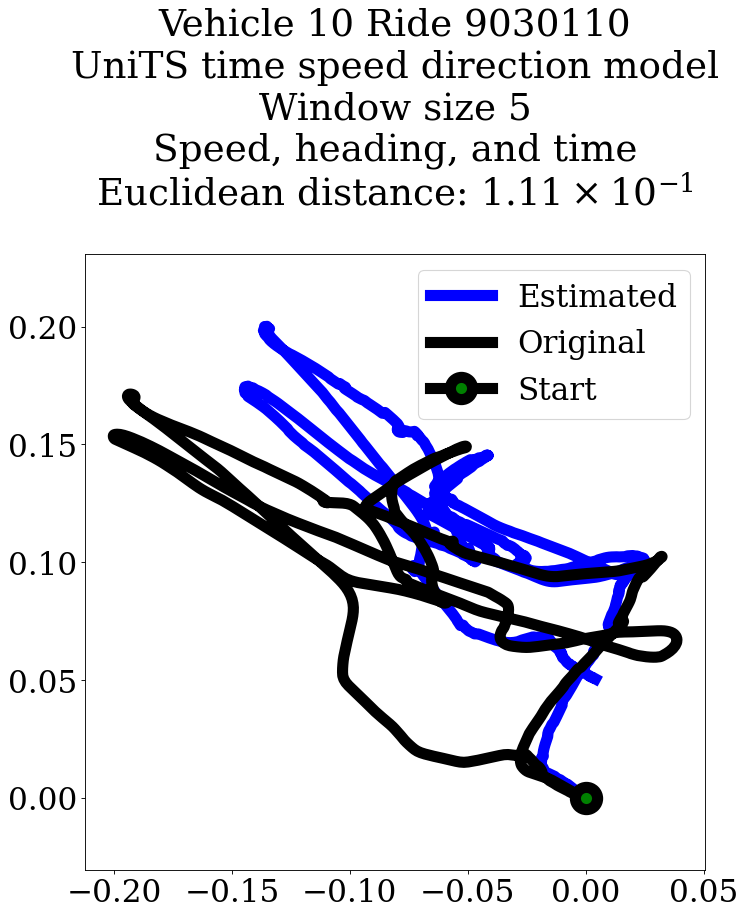 Vehicle 10 Ride 9030110
UniTS time speed direction model
Window size 5
Speed, heading, and time
Euclidean distance: 1.11 × 10⁻¹
Estimated
Original
Start
0.20
0.15
0.10
0.05
0.00
−0.20 −0.15 −0.10 −0.05 0.00 0.05